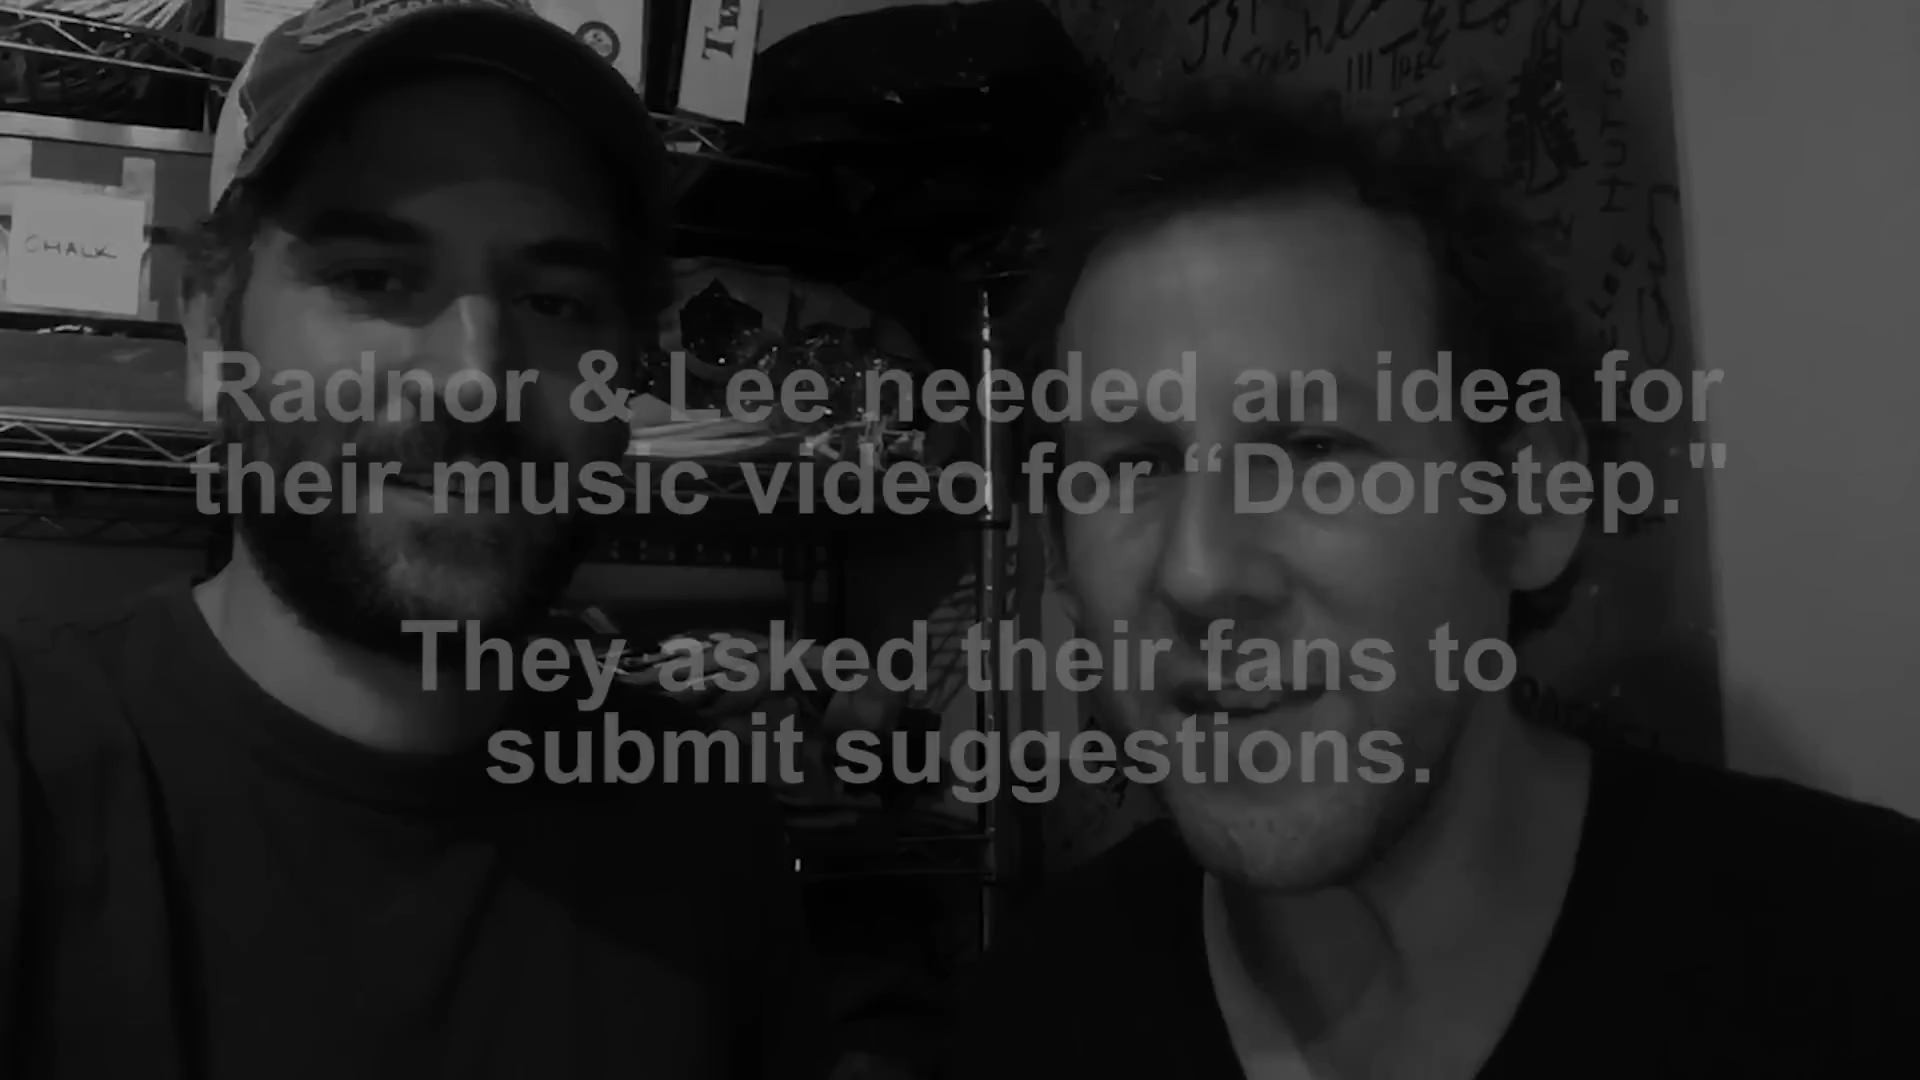 Radnor & Lee needed an idea for
their music video for “Doorstep."
They asked their fans to
submit suggestions.
CHALK
HUTSON